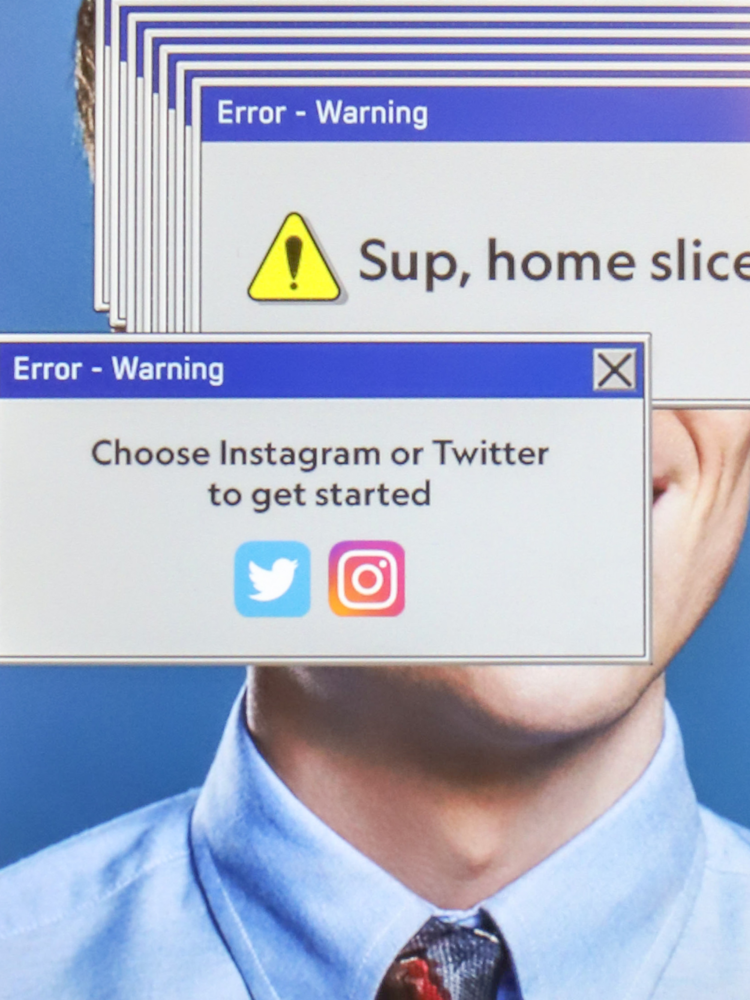 Error - Warning
Sup, home slice
Error - Warning
Choose Instagram or Twitter
to get started